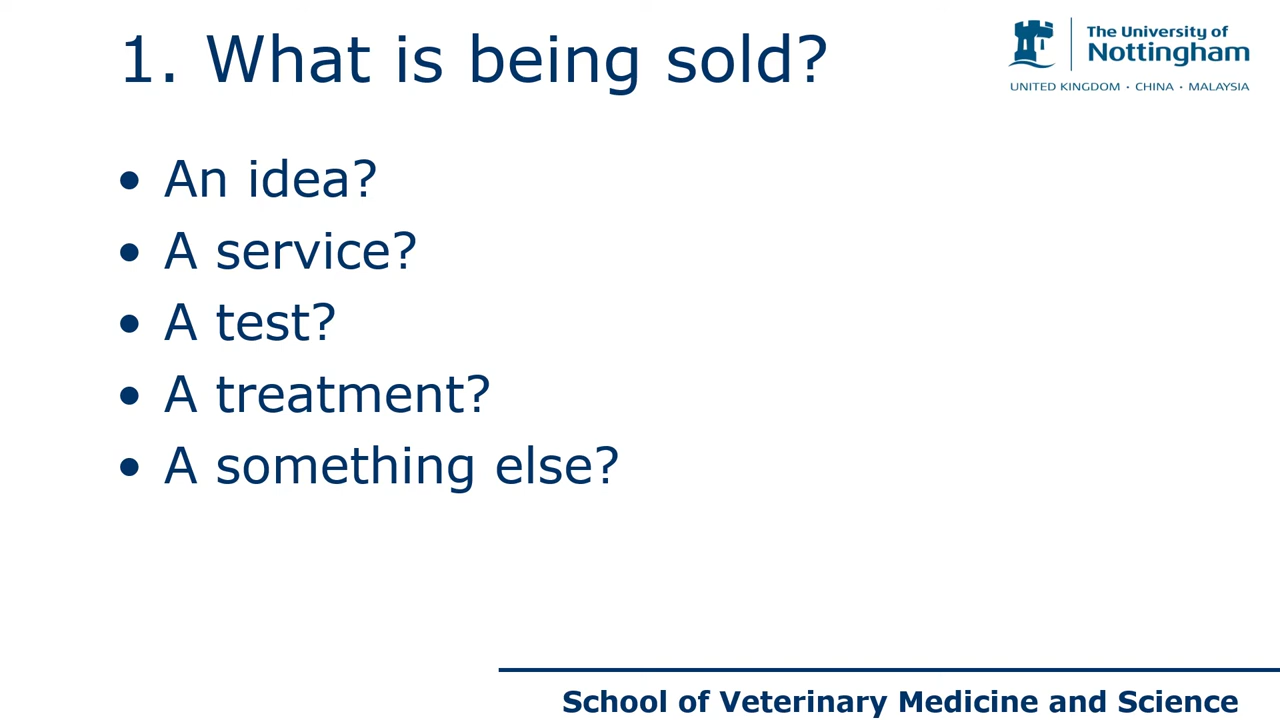 1. What is being sold?
The University of
Nottingham
UNITED KINGDOM · CHINA · MALAYSIA
• An idea?
• A service?
• A test?
• A treatment?
• A something else?
School of Veterinary Medicine and Science